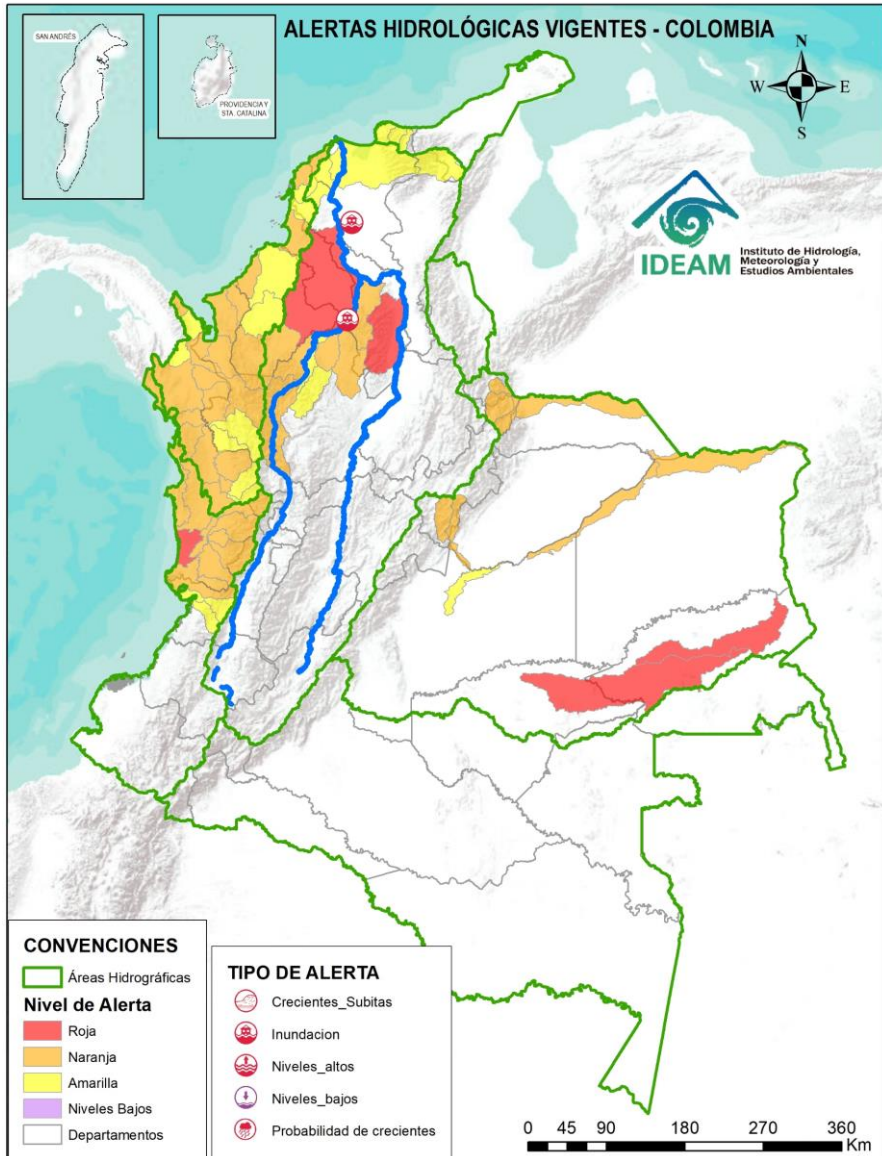 ALERTAS HIDROLÓGICAS VIGENTES - COLOMBIA
SAN ANDRÉS
PROVIDENCIA Y
STA. CATALINA
N
W
E
S
IDEAM
Instituto de Hidrología,
Meteorología y
Estudios Ambientales
CONVENCIONES
Áreas Hidrográficas
Nivel de Alerta
Roja
Naranja
Amarilla
Niveles Bajos
Departamentos
TIPO DE ALERTA
Crecientes_Subitas
Inundacion
Niveles_altos
Niveles_bajos
Probabilidad de crecientes
0 45 90 180 270 360
Km